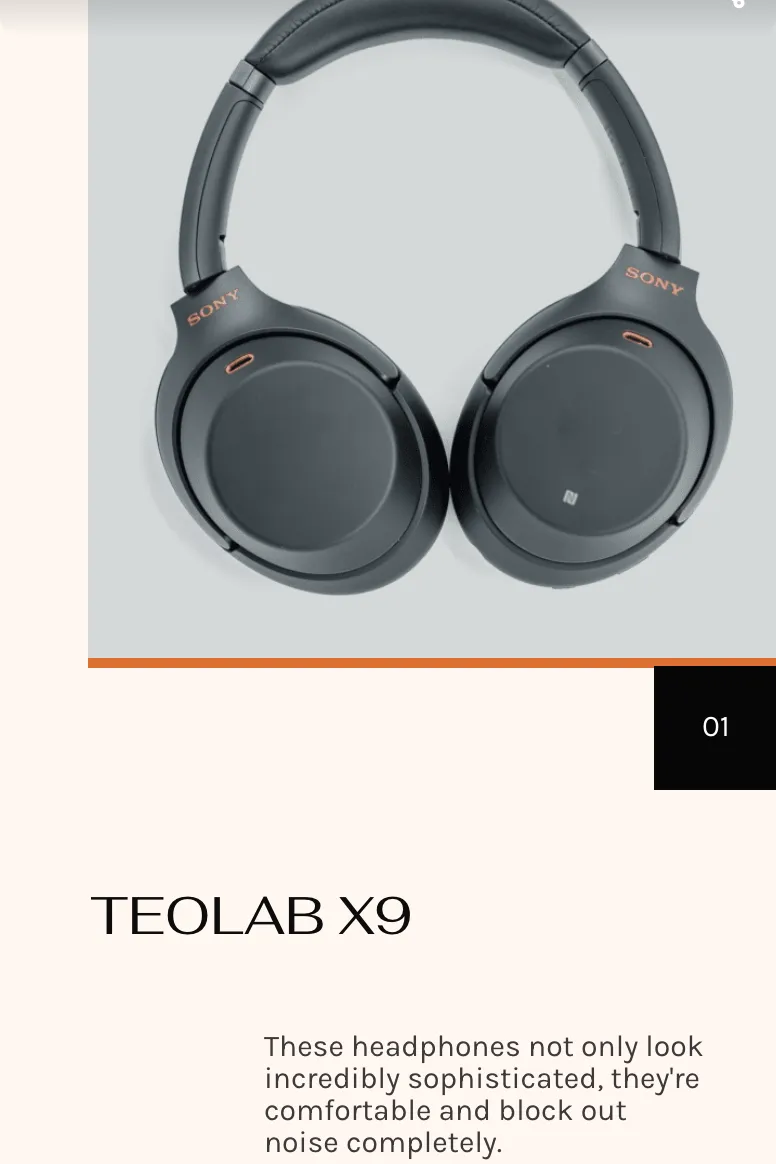 SONY
SONY
01
TEOLAB X9
These headphones not only look
incredibly sophisticated, they're
comfortable and block out
noise completely.